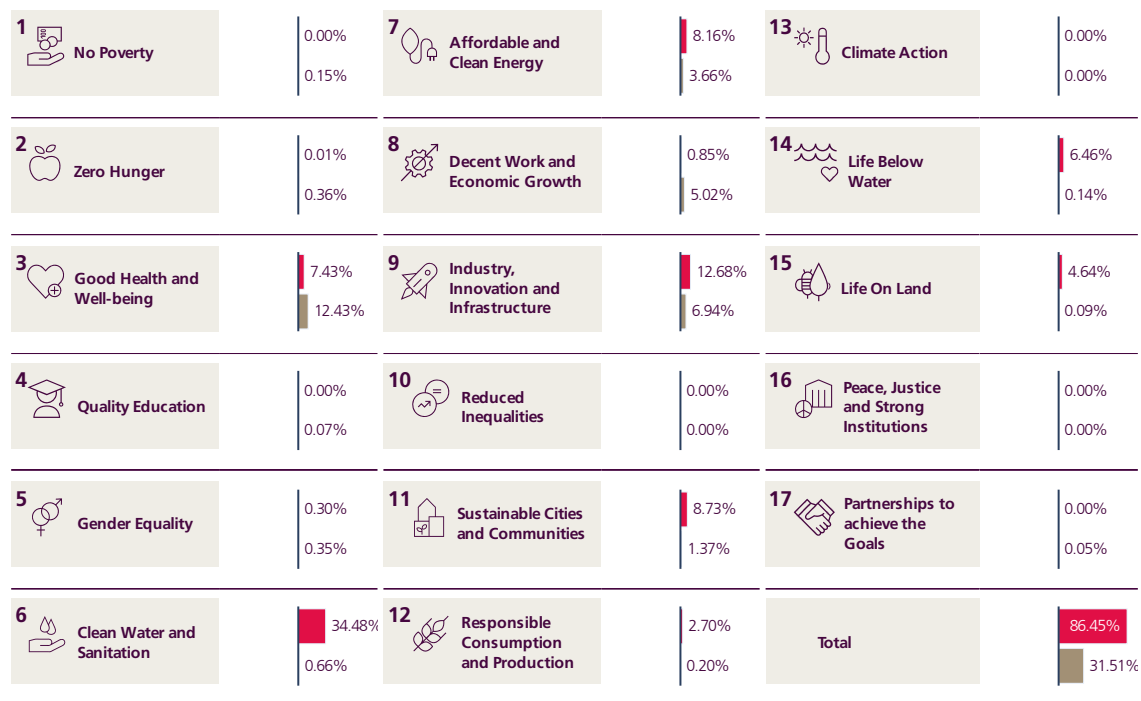 1
No Poverty
0.00%
0.15%
2
Zero Hunger
0.01%
0.36%
3
Good Health and
Well-being
7.43%
12.43%
4
Quality Education
0.00%
0.07%
5
Gender Equality
0.30%
0.35%
6
Clean Water and
Sanitation
34.48%
0.66%
7
Affordable and
Clean Energy
8.16%
3.66%
8
Decent Work and
Economic Growth
0.85%
5.02%
9
Industry,
Innovation and
Infrastructure
12.68%
6.94%
10
Reduced
Inequalities
0.00%
0.00%
11
Sustainable Cities
and Communities
8.73%
1.37%
12
Responsible
Consumption
and Production
2.70%
0.20%
13
Climate Action
0.00%
0.00%
14
Life Below
Water
6.46%
0.14%
15
Life On Land
4.64%
0.09%
16
Peace, Justice
and Strong
Institutions
0.00%
0.00%
17
Partnerships to
achieve the
Goals
0.00%
0.05%
Total
86.45%
31.51%